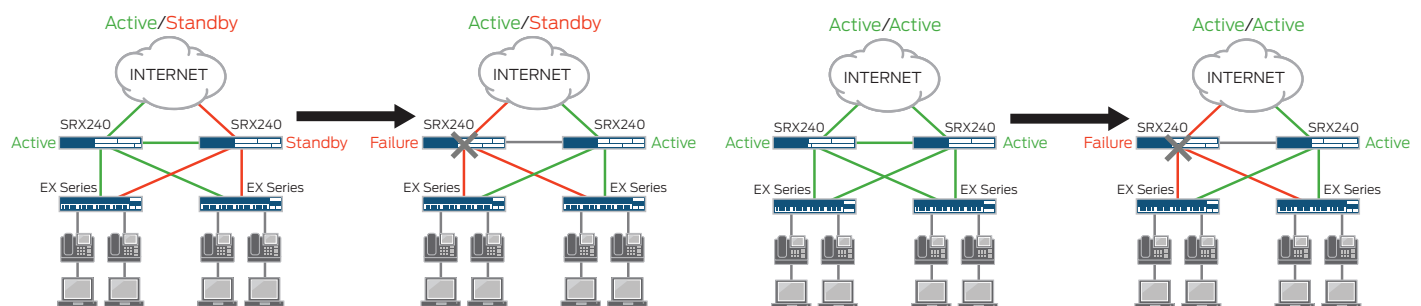 Active/Standby
INTERNET
SRX240
SRX240
Active
Standby
EX Series
EX Series
Active/Standby
INTERNET
SRX240
SRX240
Failure
Active
EX Series
EX Series
Active/Active
INTERNET
SRX240
SRX240
Active
Active
EX Series
EX Series
Active/Active
INTERNET
SRX240
SRX240
Failure
Active
EX Series
EX Series